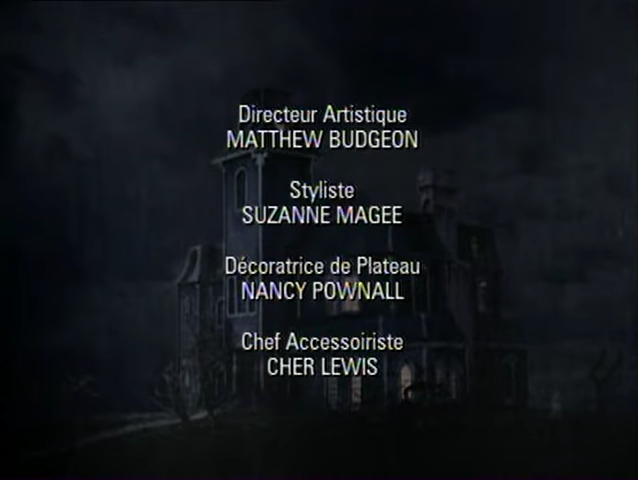 Directeur Artistique
MATTHEW BUDGEON
Styliste
SUZANNE MAGEE
Décoratrice de Plateau
NANCY POWNALL
Chef Accessoiriste
CHER LEWIS